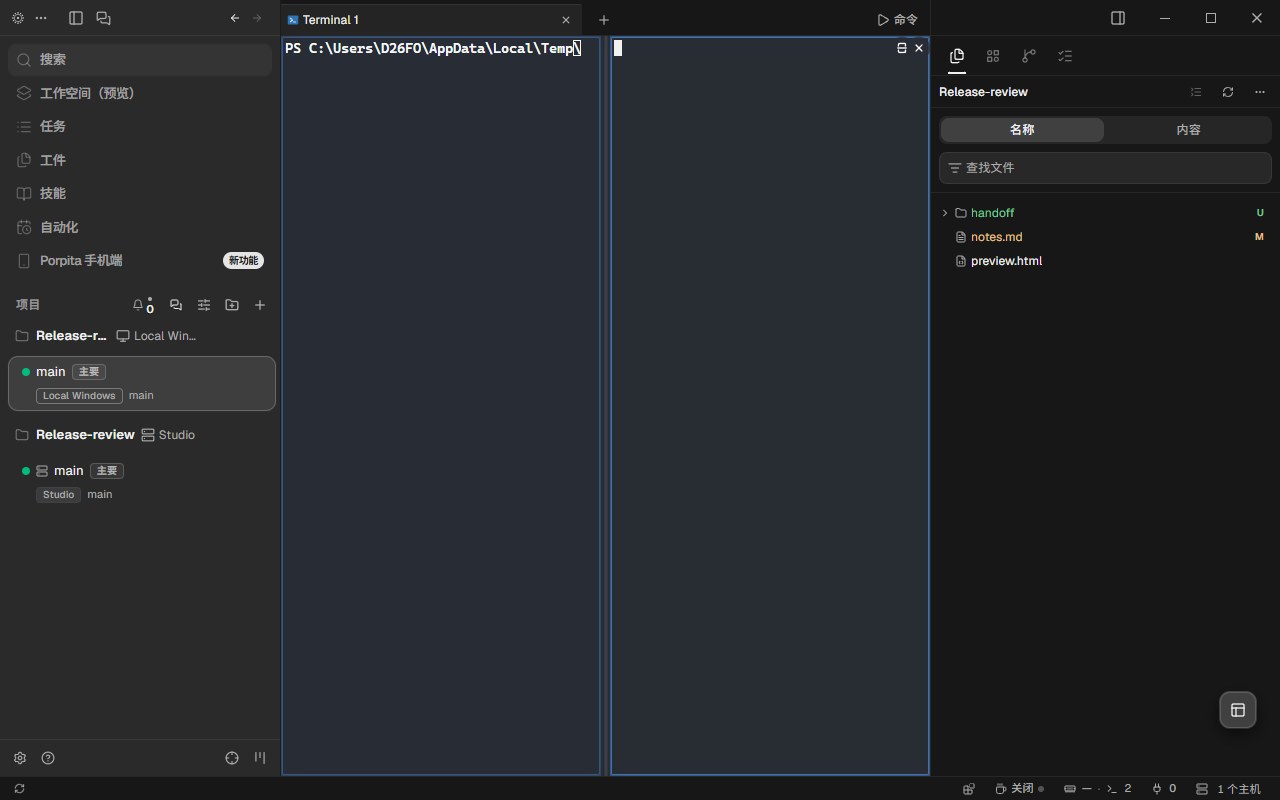 Terminal 1
命令
搜索
工作空间（预览）
任务
工件
技能
自动化
Porpita 手机端
新功能
项目
0
Release-r...
Local Win...
main
主要
Local Windows
main
Release-review
Studio
main
主要
Studio
main
PS C:\Users\D26FO\AppData\Local\Temp\
Release-review
名称
内容
查找文件
handoff
U
notes.md
M
preview.html
关闭
2
0
1 个主机